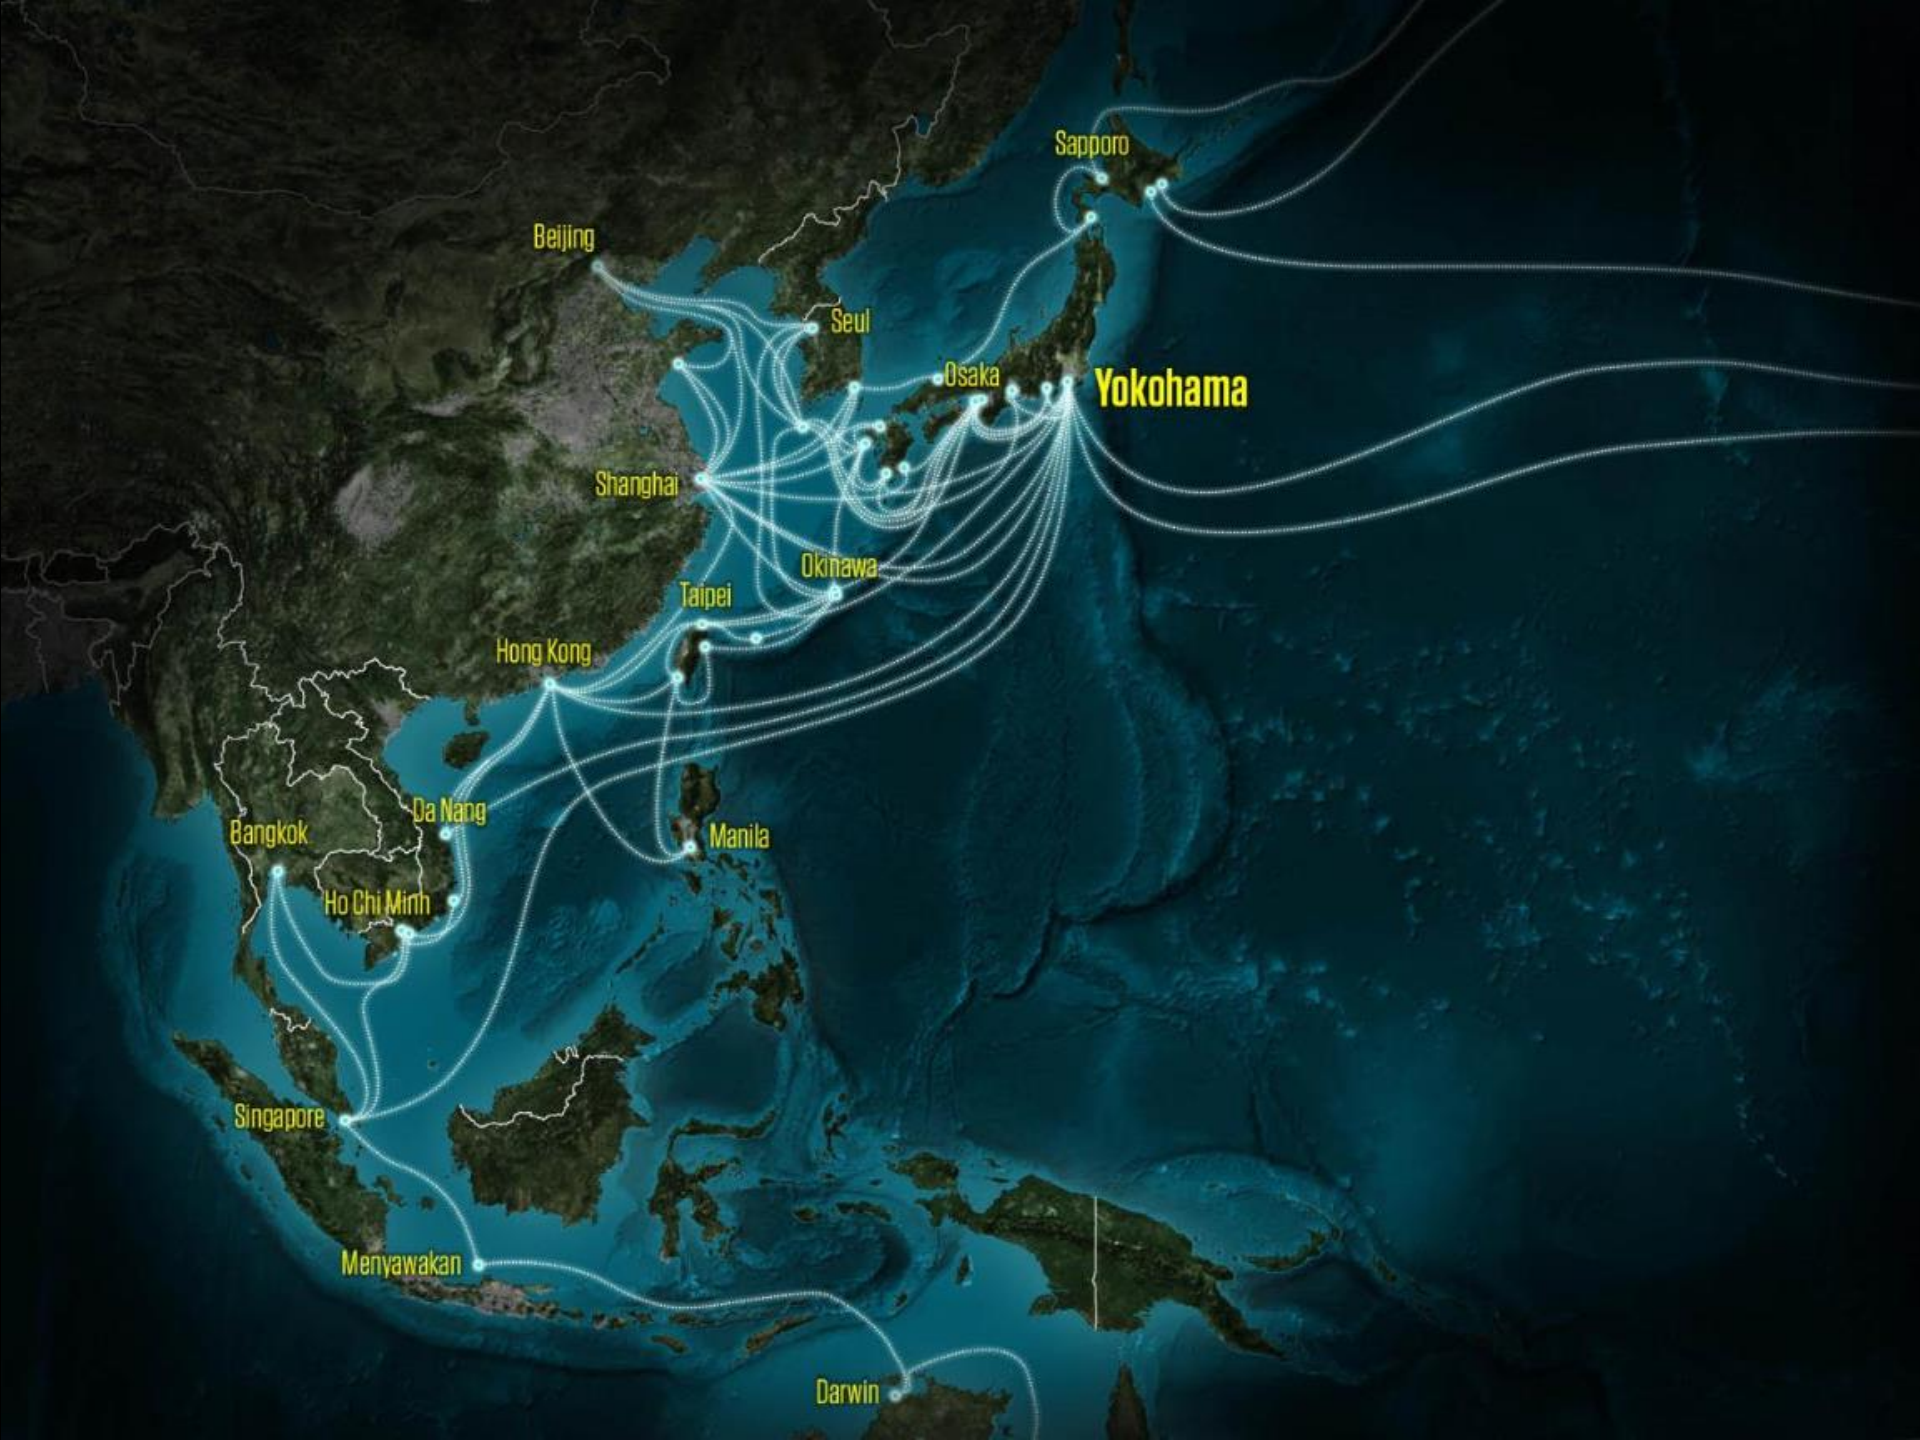 Sapporo
Beijing
Seul
Osaka
Yokohama
Shanghai
Okinawa
Taipei
Hong Kong
Da Nang
Bangkok
Manila
Ho Chi Minh
Singapore
Menyawakan
Darwin